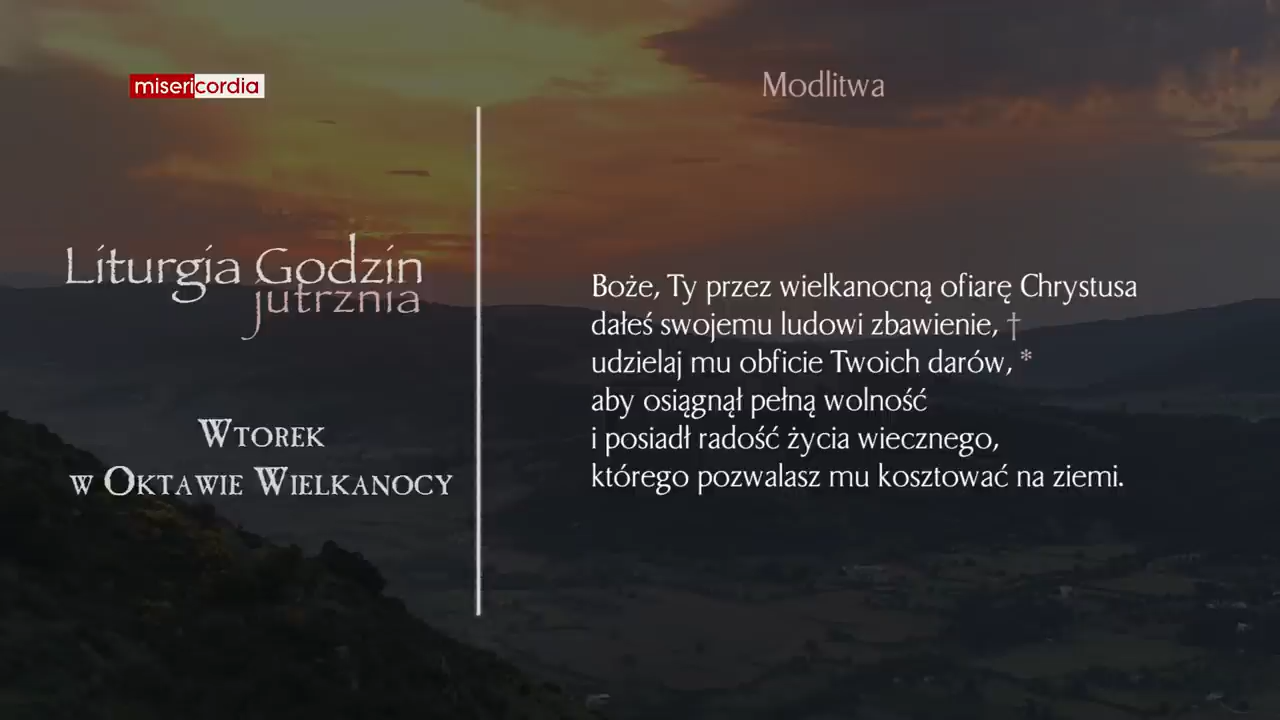 misericordia
Modlitwa
Liturgia Godzin
jutrznia
Wtorek
w Oktawie Wielkanocy
Boże, Ty przez wielkanocną ofiarę Chrystusa
dałeś swojemu ludowi zbawienie, †
udzielaj mu obficie Twoich darów, *
aby osiągnął pełną wolność
i posiadł radość życia wiecznego,
którego pozwalasz mu kosztować na ziemi.